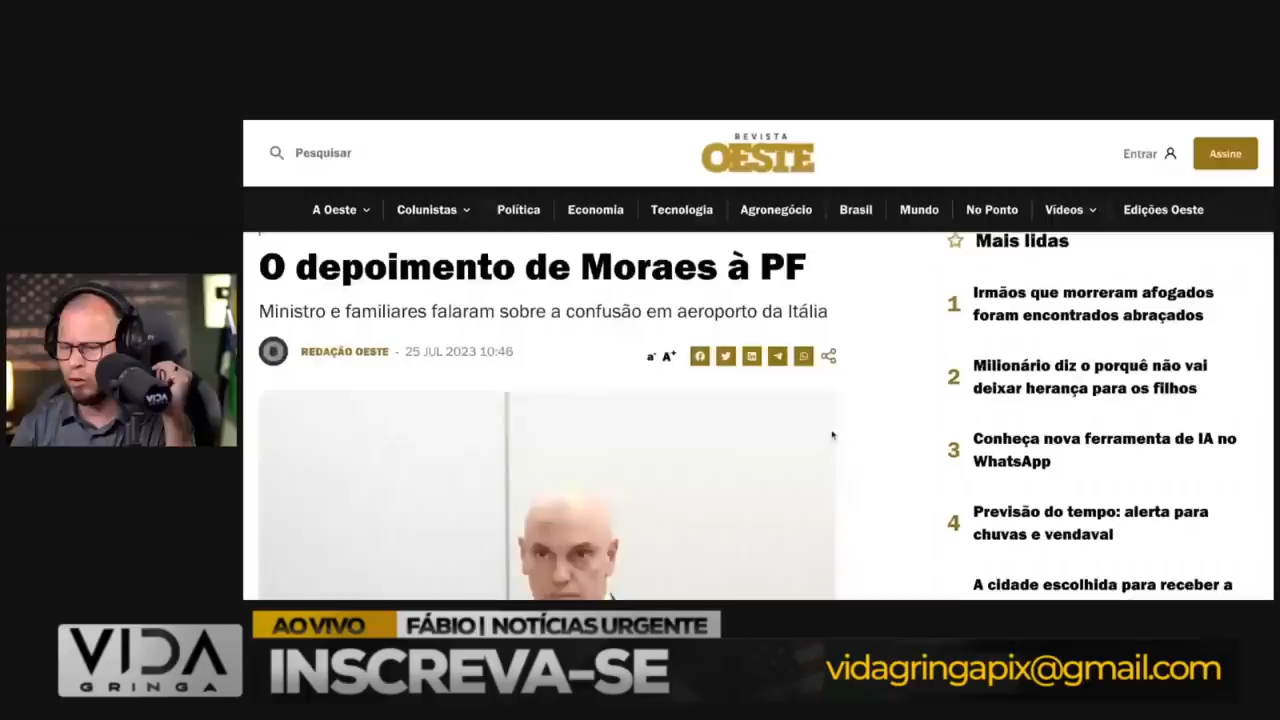 Pesquisar
REVISTA
OESTE
Entrar
Assine
A Oeste
Colunistas
Política
Economia
Tecnologia
Agronegócio
Brasil
Mundo
No Ponto
Vídeos
Edições Oeste
O depoimento de Moraes à PF
Ministro e familiares falaram sobre a confusão em aeroporto da Itália
REDAÇÃO OESTE - 25 JUL 2023 10:46
a- A+
Mais lidas
1 Irmãos que morreram afogados
foram encontrados abraçados
2 Milionário diz o porquê não vai
deixar herança para os filhos
3 Conheça nova ferramenta de IA no
WhatsApp
4 Previsão do tempo: alerta para
chuvas e vendaval
A cidade escolhida para receber a
VIDA
AO VIVO
FÁBIO | NOTÍCIAS URGENTE
VIDA
GRINGA
INSCREVA-SE
vidagringapix@gmail.com